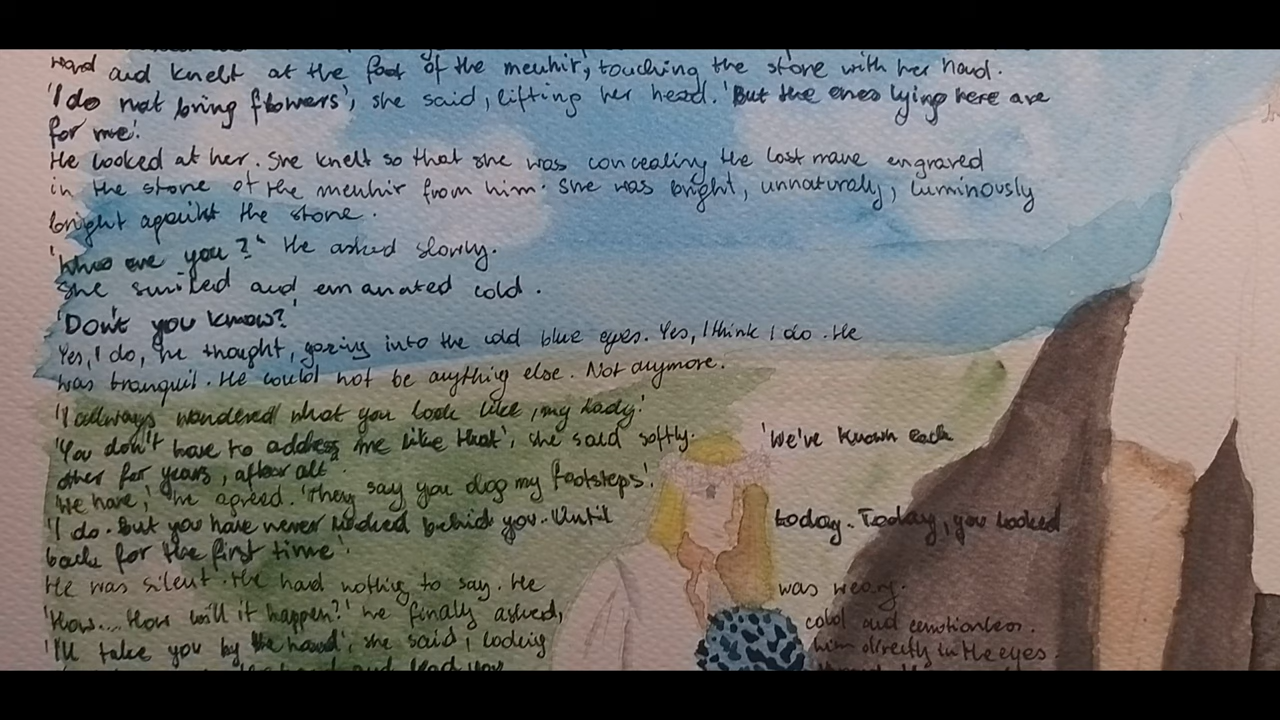 ward and knelt at the foot of the menhir, touching the stone with her hand.
'I do not bring flowers', she said, lifting her head. 'But the ones lying here are
for me'.
He looked at her. She knelt so that she was concealing the last name engraved
in the stone of the menhir from him. She was bright, unnaturally, luminously
bright against the stone.
'Who are you?' He asked slowly.
She smiled and emanated cold.
'Don't you know?'
Yes, I do, he thought, gazing into the cold blue eyes. Yes, I think I do. He
was tranquil. He could not be anything else. Not anymore.
'I allways wondered what you look like, my Lady.'
'You don't have to address me like that', she said softly. 'We've known each
other for years, after all'.
'We have,' he agreed. 'They say you dog my footsteps'.
'I do. But you have never looked behind you. Until today. Today, you looked
back for the first time'.
He was silent. He had nothing to say. He was weary.
'How.... How will it happen?' he finally asked, cold and emotionless.
'I'll take you by the hand', she said, looking him directly in the eyes.